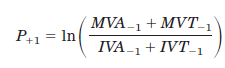 P₊₁ = ln( (MVA₋₁ + MVT₋₁) / (IVA₋₁ + IVT₋₁) )